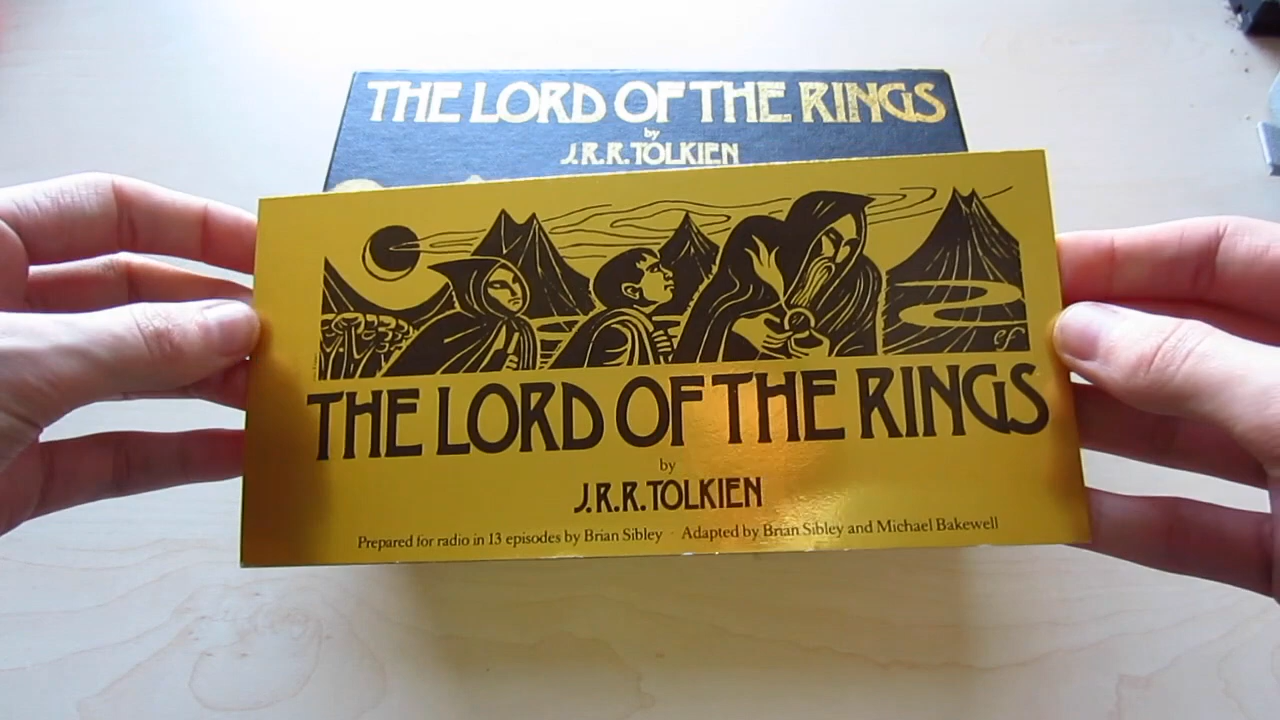 THE LORD OF THE RINGS
by
J.R.R. TOLKIEN
THE LORD OF THE RINGS
by
J.R.R. TOLKIEN
Prepared for radio in 13 episodes by Brian Sibley · Adapted by Brian Sibley and Michael Bakewell